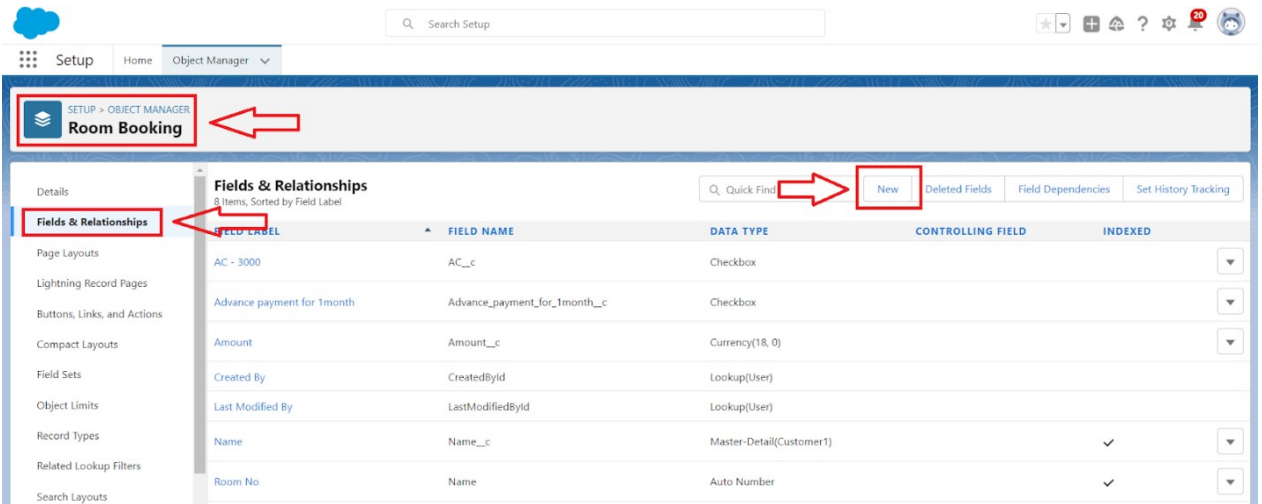 Search Setup
20
Setup Home Object Manager
SETUP > OBJECT MANAGER
Room Booking
Details
Fields & Relationships
Page Layouts
Lightning Record Pages
Buttons, Links, and Actions
Compact Layouts
Field Sets
Object Limits
Record Types
Related Lookup Filters
Search Layouts
Fields & Relationships
8 Items, Sorted by Field Label
Quick Find New Deleted Fields Field Dependencies Set History Tracking
FIELD LABEL FIELD NAME DATA TYPE CONTROLLING FIELD INDEXED
AC - 3000 AC__c Checkbox
Advance payment for 1month Advance_payment_for_1month__c Checkbox
Amount Amount__c Currency(18, 0)
Created By CreatedById Lookup(User)
Last Modified By LastModifiedById Lookup(User)
Name Name__c Master-Detail(Customer1)
Room No Name Auto Number